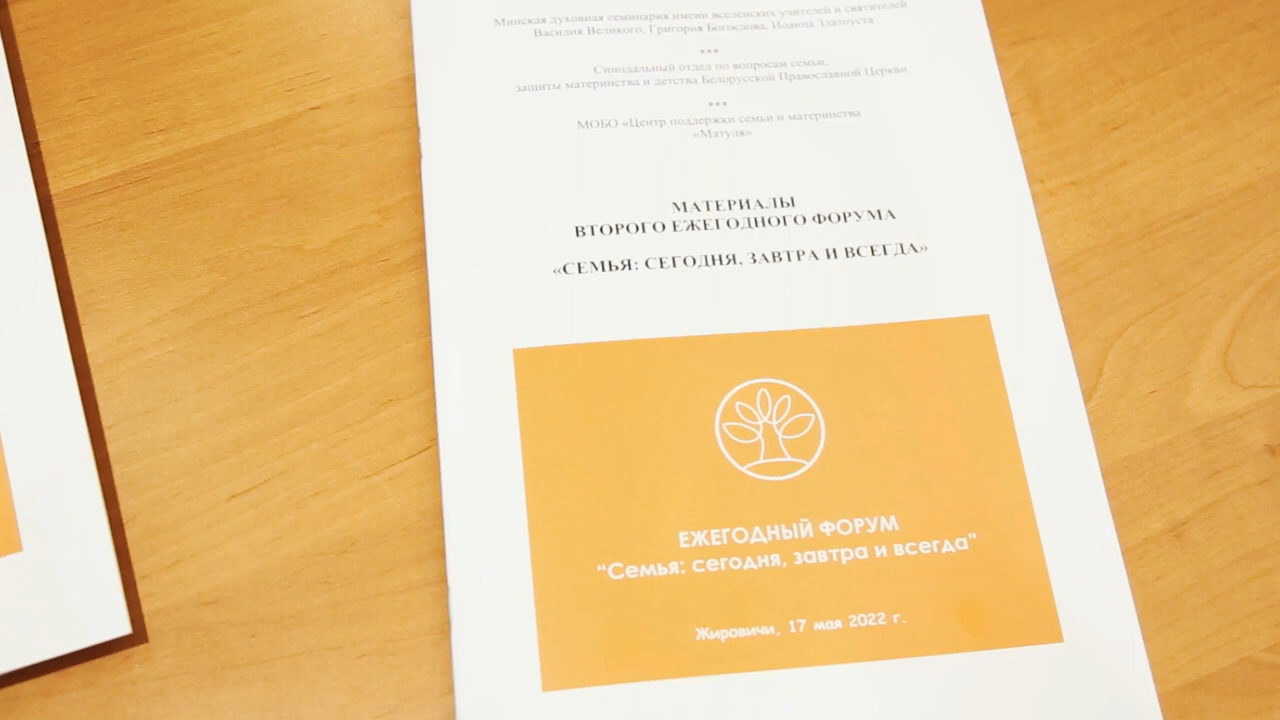 Минская духовная семинария имени вселенских учителей и святителей
Василия Великого, Григория Богослова, Иоанна Златоуста
***
Синодальный отдел по вопросам семьи,
защиты материнства и детства Белорусской Православной Церкви
***
МОБО «Центр поддержки семьи и материнства
«Матуля»
МАТЕРИАЛЫ
ВТОРОГО ЕЖЕГОДНОГО ФОРУМА
«СЕМЬЯ: СЕГОДНЯ, ЗАВТРА И ВСЕГДА»
ЕЖЕГОДНЫЙ ФОРУМ
“Семья: сегодня, завтра и всегда”
Жировичи, 17 мая 2022 г.